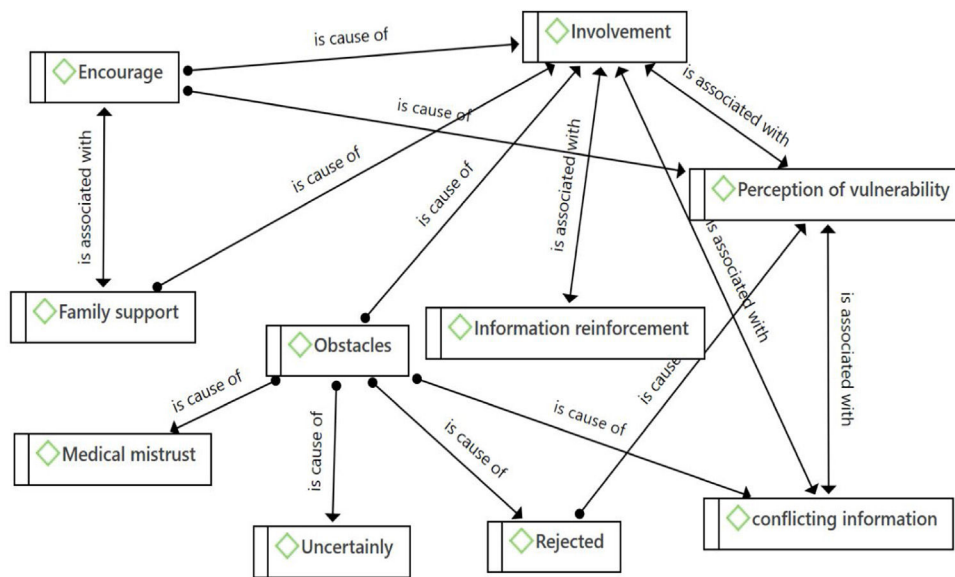 Involvement
is cause of
Encourage
is associated with
is cause of
is associated with
is cause of
is cause of
is associated with
Perception of vulnerability
is associated with
is associated with
Family support
Information reinforcement
Obstacles
is cause
is cause of
Medical mistrust
is cause of
is cause of
is cause of
conflicting information
Uncertainly
Rejected